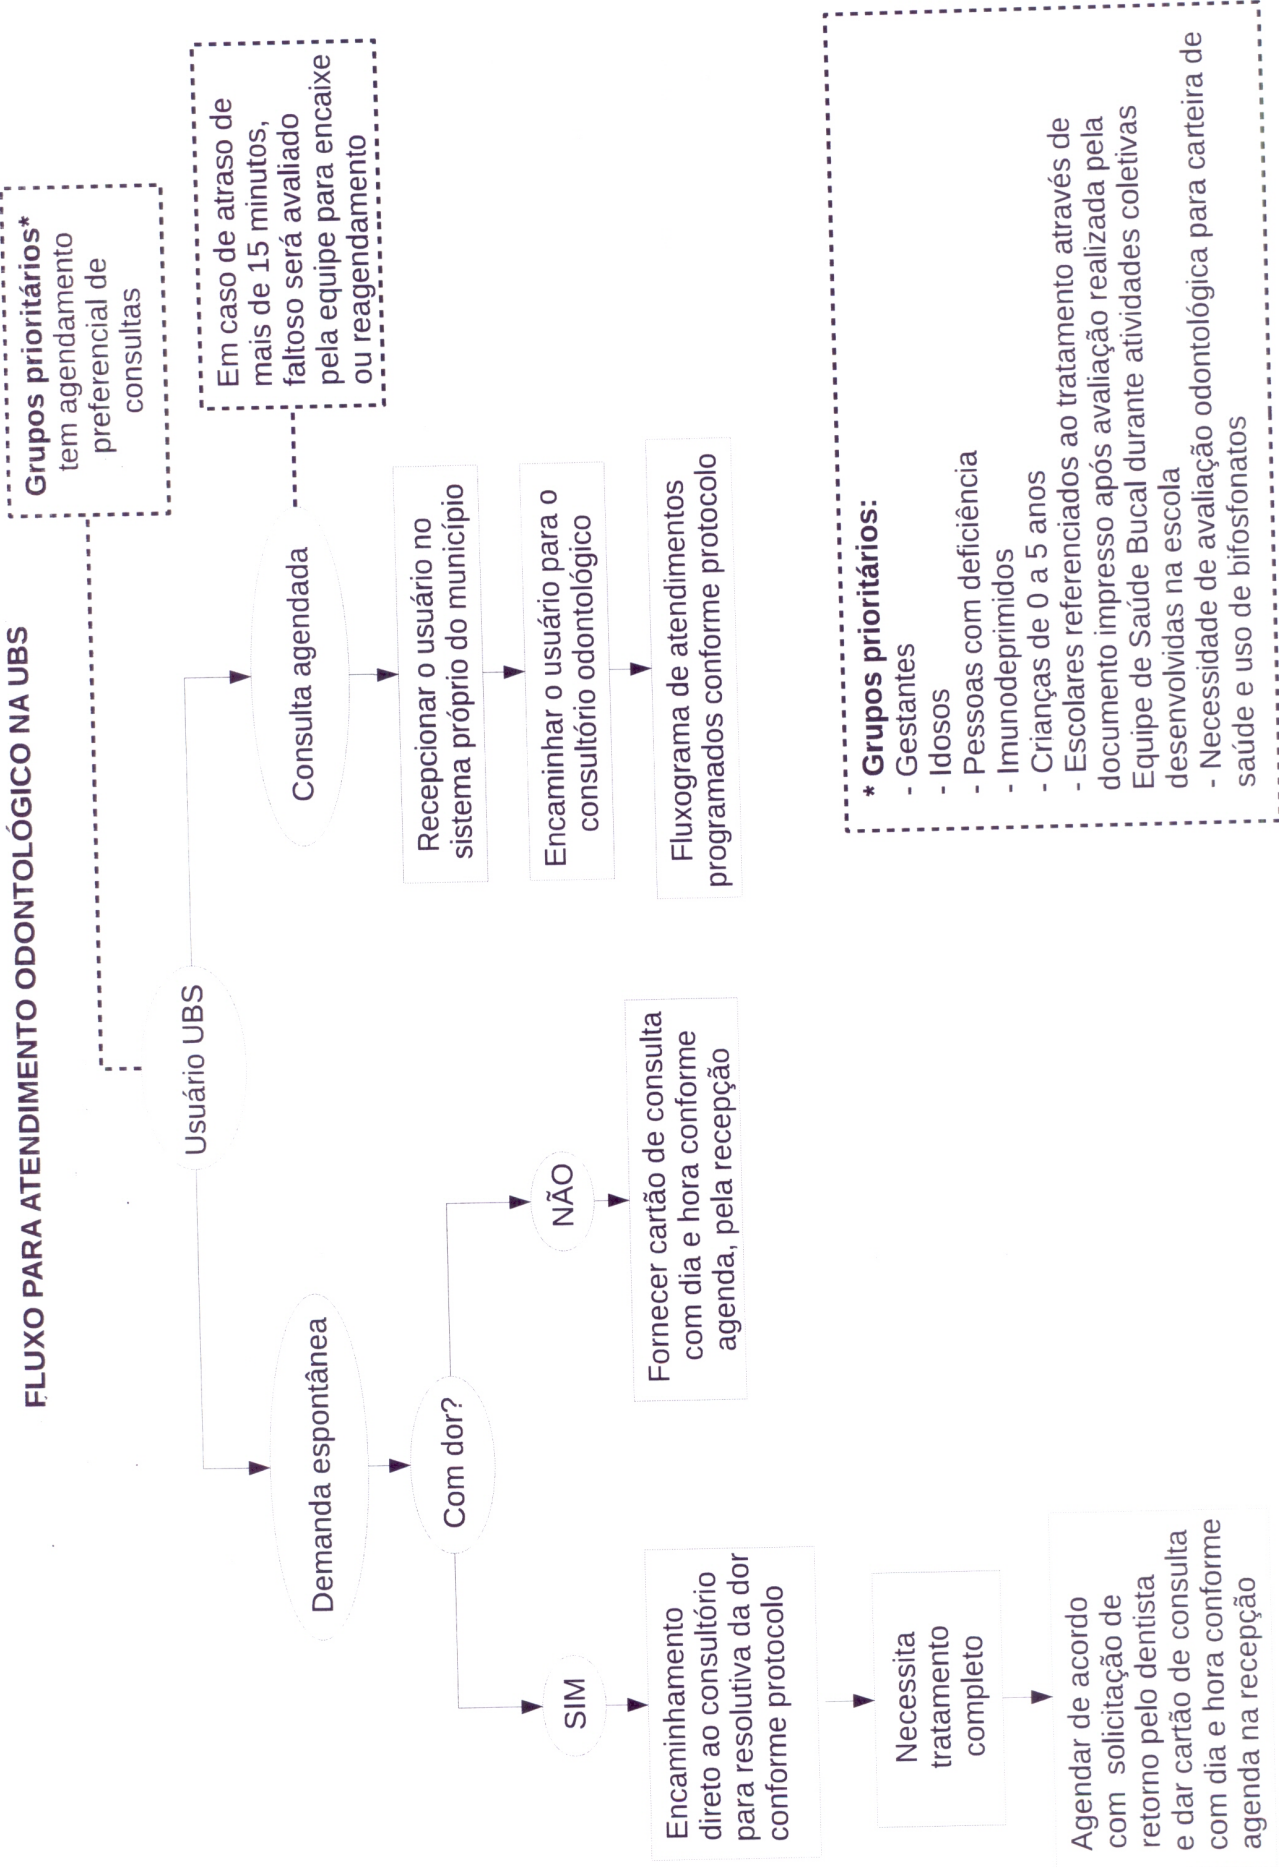 FLUXO PARA ATENDIMENTO ODONTOLÓGICO NA UBS
Grupos prioritários*
tem agendamento
preferencial de
consultas
Usuário UBS
Em caso de atraso de
mais de 15 minutos,
faltoso será avaliado
pela equipe para encaixe
ou reagendamento
Demanda espontânea
Consulta agendada
Com dor?
Recepcionar o usuário no
sistema próprio do município
SIM
NÃO
Encaminhar o usuário para o
consultório odontológico
Encaminhamento
direto ao consultório
para resolutiva da dor
conforme protocolo
Fornecer cartão de consulta
com dia e hora conforme
agenda, pela recepção
Fluxograma de atendimentos
programados conforme protocolo
Necessita
tratamento
completo
Agendar de acordo
com solicitação de
retorno pelo dentista
e dar cartão de consulta
com dia e hora conforme
agenda na recepção
* Grupos prioritários:
- Gestantes
- Idosos
- Pessoas com deficiência
- Imunodeprimidos
- Crianças de 0 a 5 anos
- Escolares referenciados ao tratamento através de
documento impresso após avaliação realizada pela
Equipe de Saúde Bucal durante atividades coletivas
desenvolvidas na escola
- Necessidade de avaliação odontológica para carteira de
saúde e uso de bifosfonatos